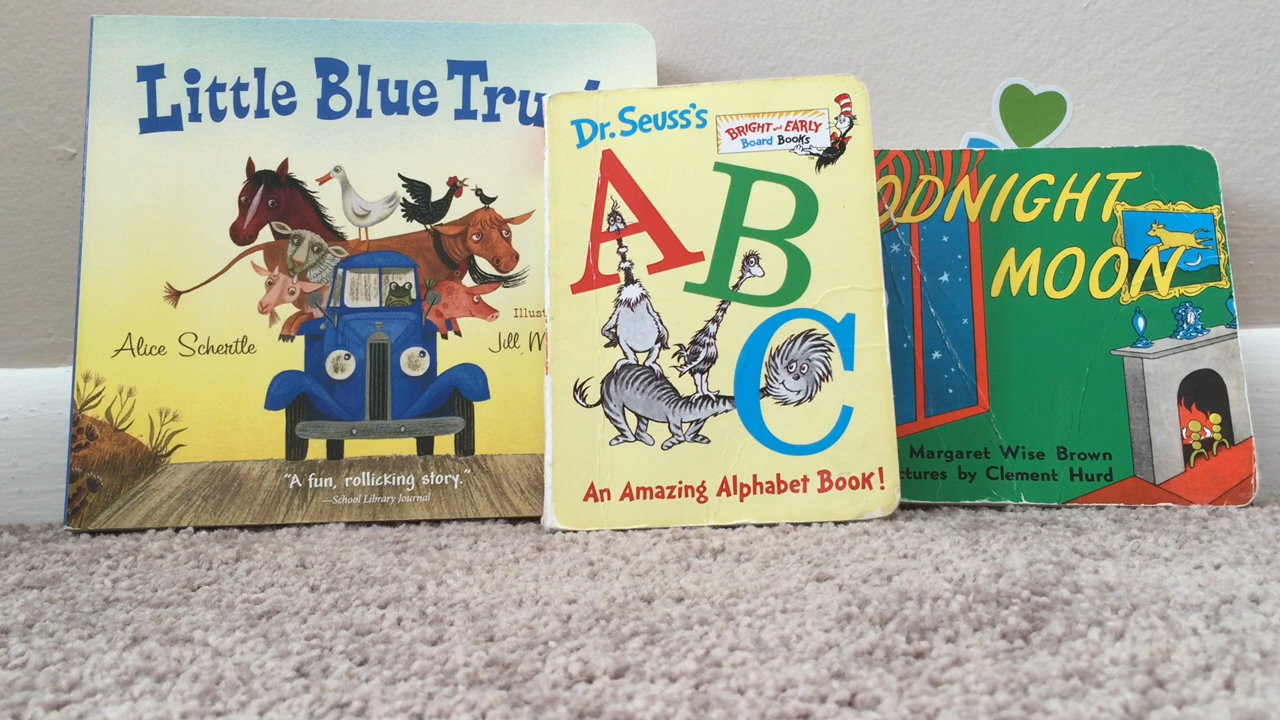 Little Blue Tru
Alice Schertle
Illust
Jill M
"A fun, rollicking story."
—School Library Journal
Dr. Seuss's
BRIGHT and EARLY
Board Books
A
B
C
An Amazing Alphabet Book!
ODNIGHT
MOON
Margaret Wise Brown
ctures by Clement Hurd